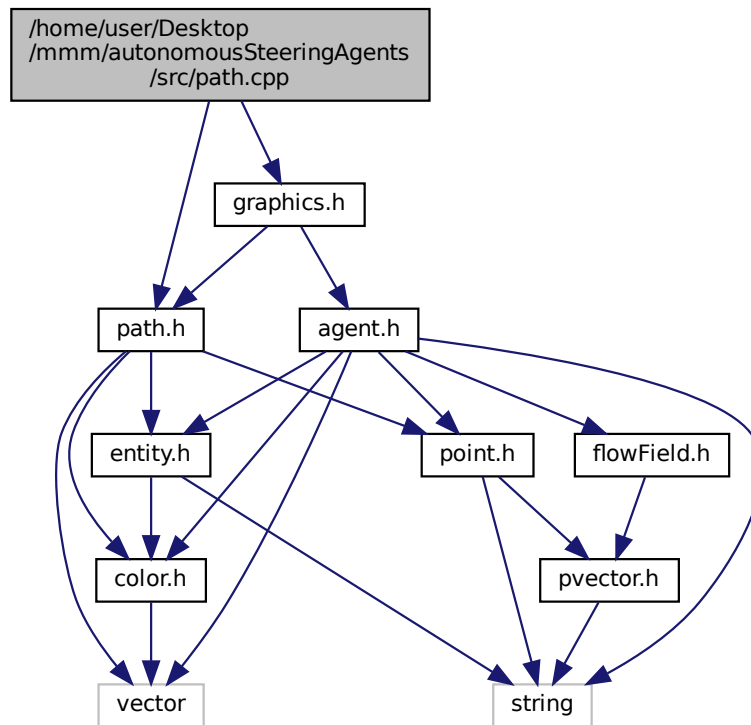 /home/user/Desktop
/mmm/autonomousSteeringAgents
/src/path.cpp
graphics.h
path.h
agent.h
entity.h
point.h
flowField.h
color.h
pvector.h
vector
string